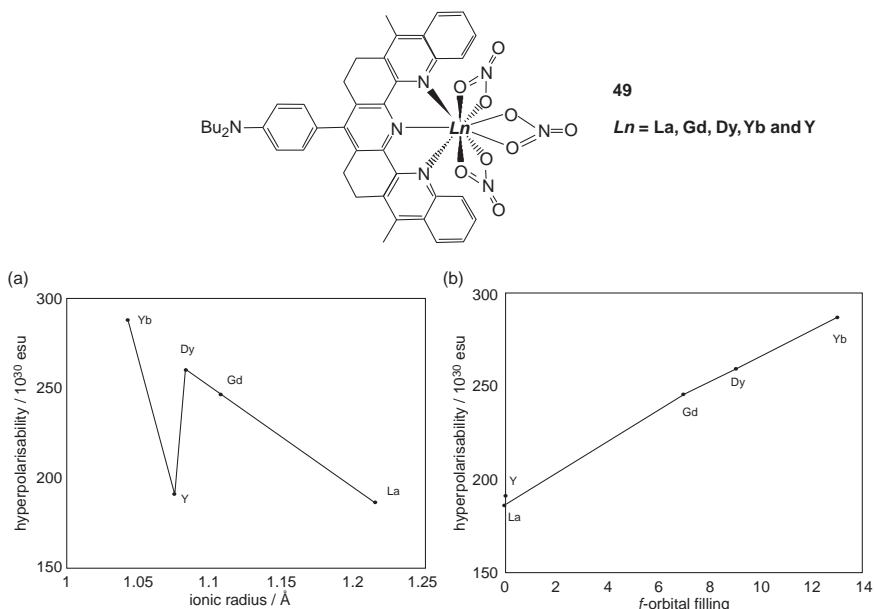 49
Ln = La, Gd, Dy, Yb and Y
Bu2N
N
N
N
Ln
O
O
N
O
O
O
N
O
O
O
N
O
(a)
hyperpolarisability / 10^30 esu
300
250
200
150
Yb
Dy
Gd
Y
La
1
1.05
1.1
1.15
1.2
1.25
ionic radius / Å
(b)
hyperpolarisability / 10^30 esu
300
250
200
150
Yb
Dy
Gd
Y
La
0
2
4
6
8
10
12
14
f-orbital filling